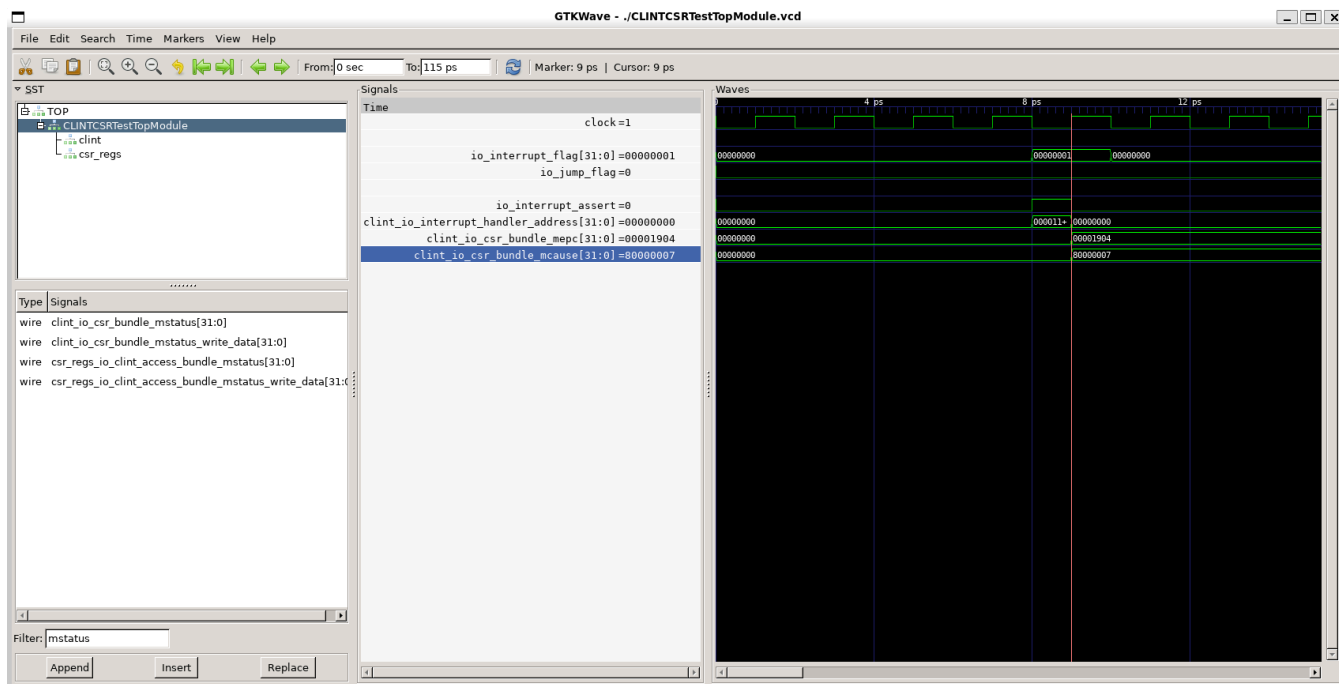 GTKWave - ./CLINTCSRTestTopModule.vcd
File Edit Search Time Markers View Help
From: 0 sec To: 115 ps Marker: 9 ps | Cursor: 9 ps
SST
TOP
CLINTCSRTestTopModule
clint
csr_regs
Type Signals
wire clint_io_csr_bundle_mstatus[31:0]
wire clint_io_csr_bundle_mstatus_write_data[31:0]
wire csr_regs_io_clint_access_bundle_mstatus[31:0]
wire csr_regs_io_clint_access_bundle_mstatus_write_data[31:0
Filter: mstatus
Append Insert Replace
Signals
Time
clock=1
io_interrupt_flag[31:0]=00000001
io_jump_flag=0
io_interrupt_assert=0
clint_io_interrupt_handler_address[31:0]=00000000
clint_io_csr_bundle_mepc[31:0]=00001904
clint_io_csr_bundle_mcause[31:0]=80000007
Waves
4 ps 8 ps 12 ps
00000000 00000001 00000000
00000000 000011+ 00000000
00000000 00001904
00000000 80000007